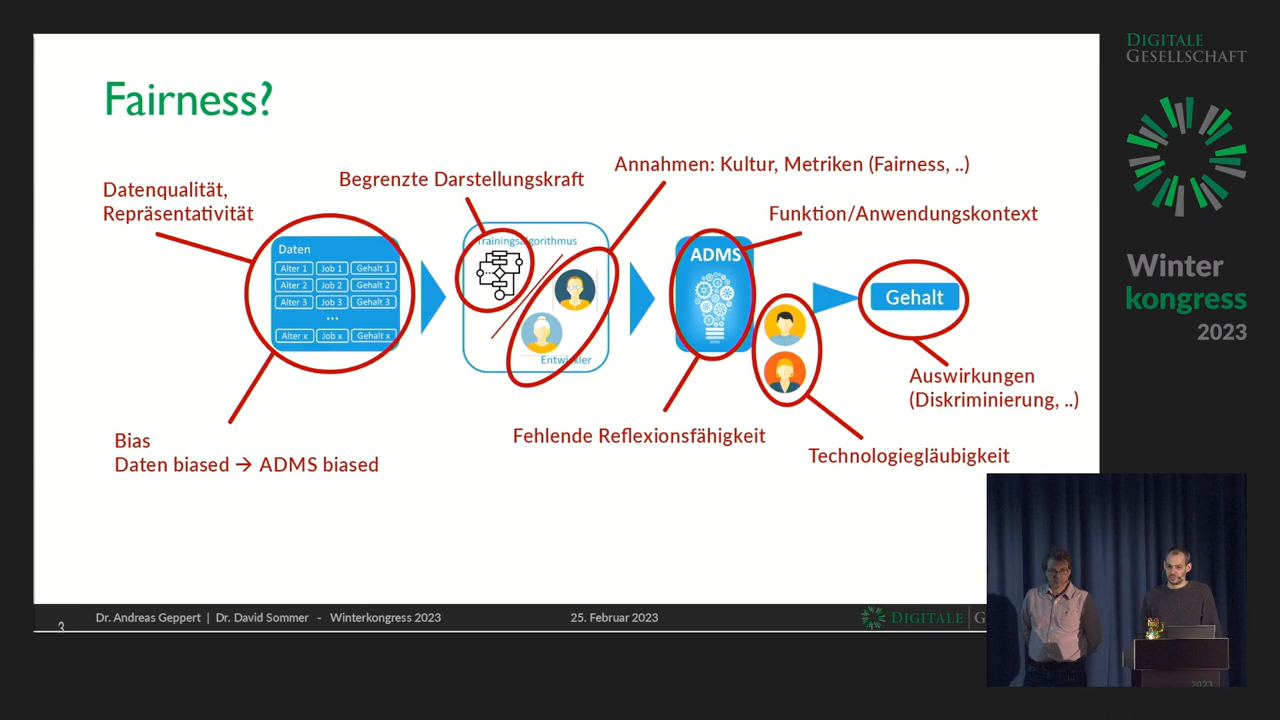 Fairness?
Annahmen: Kultur, Metriken (Fairness, ..)
Begrenzte Darstellungskraft
Datenqualität,
Repräsentativität
Funktion/Anwendungskontext
Daten
Alter 1 Job 1 Gehalt 1
Alter 2 Job 2 Gehalt 2
Alter 3 Job 3 Gehalt 3
...
Alter x Job x Gehalt x
Trainingsalgorithmus
Entwickler
ADMS
Gehalt
Auswirkungen
(Diskriminierung, ..)
Fehlende Reflexionsfähigkeit
Technologiegläubigkeit
Bias
Daten biased → ADMS biased
3
Dr. Andreas Geppert | Dr. David Sommer - Winterkongress 2023
25. Februar 2023
DIGITALE G
DIGITALE
GESELLSCHAFT
Winter
kongress
2023
2023